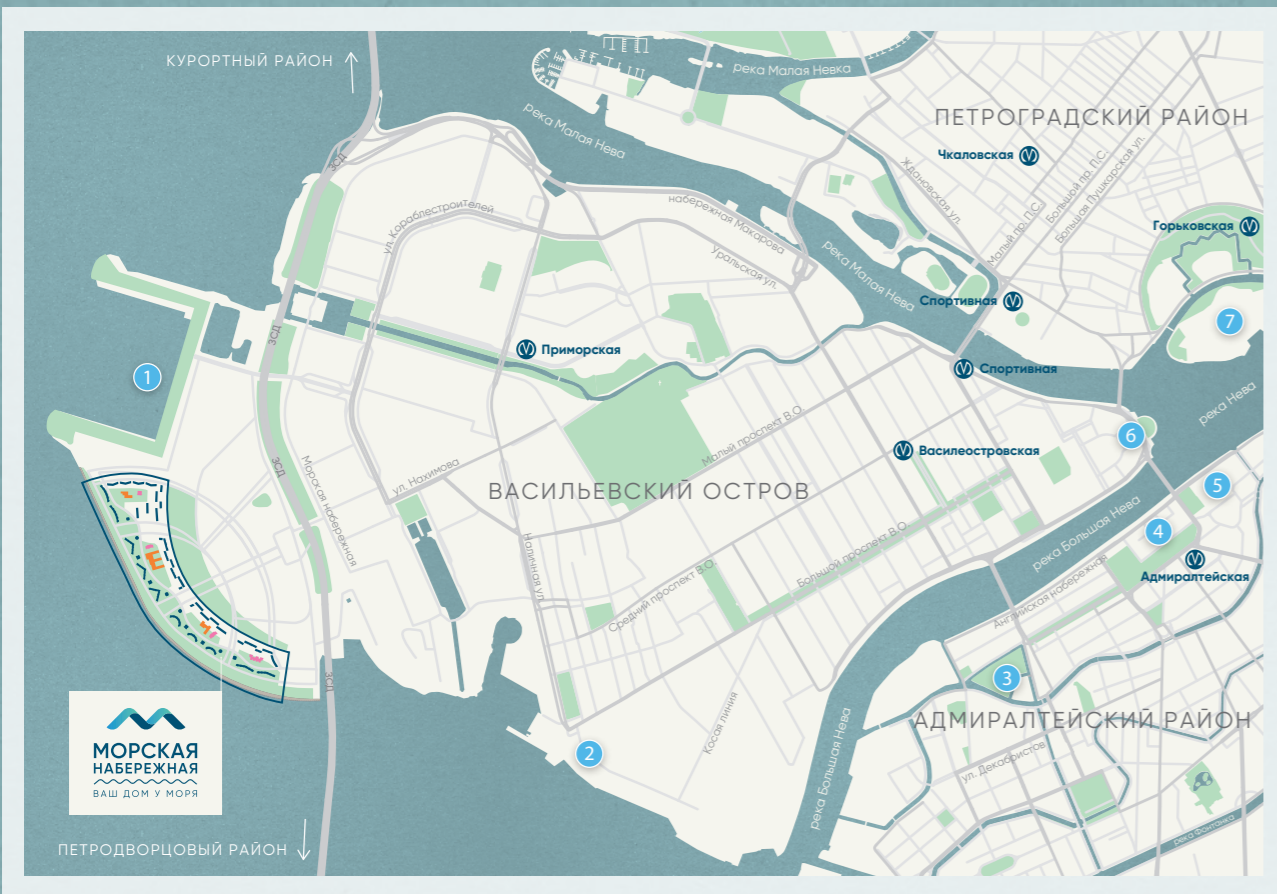 КУРОРТНЫЙ РАЙОН
река Малая Невка
река Малая Нева
ПЕТРОГРАДСКИЙ РАЙОН
Чкаловская
ЗСД
Ждановская ул.
Малый пр. П.С.
Большой пр. П.С.
Большая Пушкарская ул.
ул. Кораблестроителей
набережная Макарова
Уральская ул.
река Малая Нева
Горьковская
Спортивная
7
ЗСД
Приморская
1
Спортивная
река Нева
Малый проспект В.О.
6
Василеостровская
ЗСД
Морская набережная
ул. Нахимова
ВАСИЛЬЕВСКИЙ ОСТРОВ
5
4
река Большая Нева
Наличная ул.
Средний проспект В.О.
Большой проспект В.О.
Адмиралтейская
Английская набережная
3
ЗСД
АДМИРАЛТЕЙСКИЙ РАЙОН
2
Косая линия
река Большая Нева
ул. Декабристов
река Фонтанка
МОРСКАЯ
НАБЕРЕЖНАЯ
ВАШ ДОМ У МОРЯ
ПЕТРОДВОРЦОВЫЙ РАЙОН